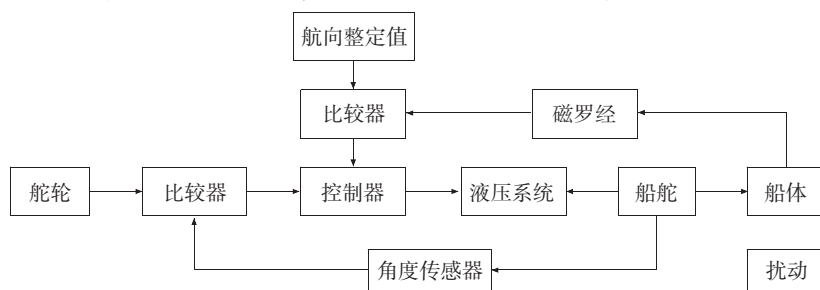 航向整定值
比较器
磁罗经
舵轮
比较器
控制器
液压系统
船舵
船体
角度传感器
扰动